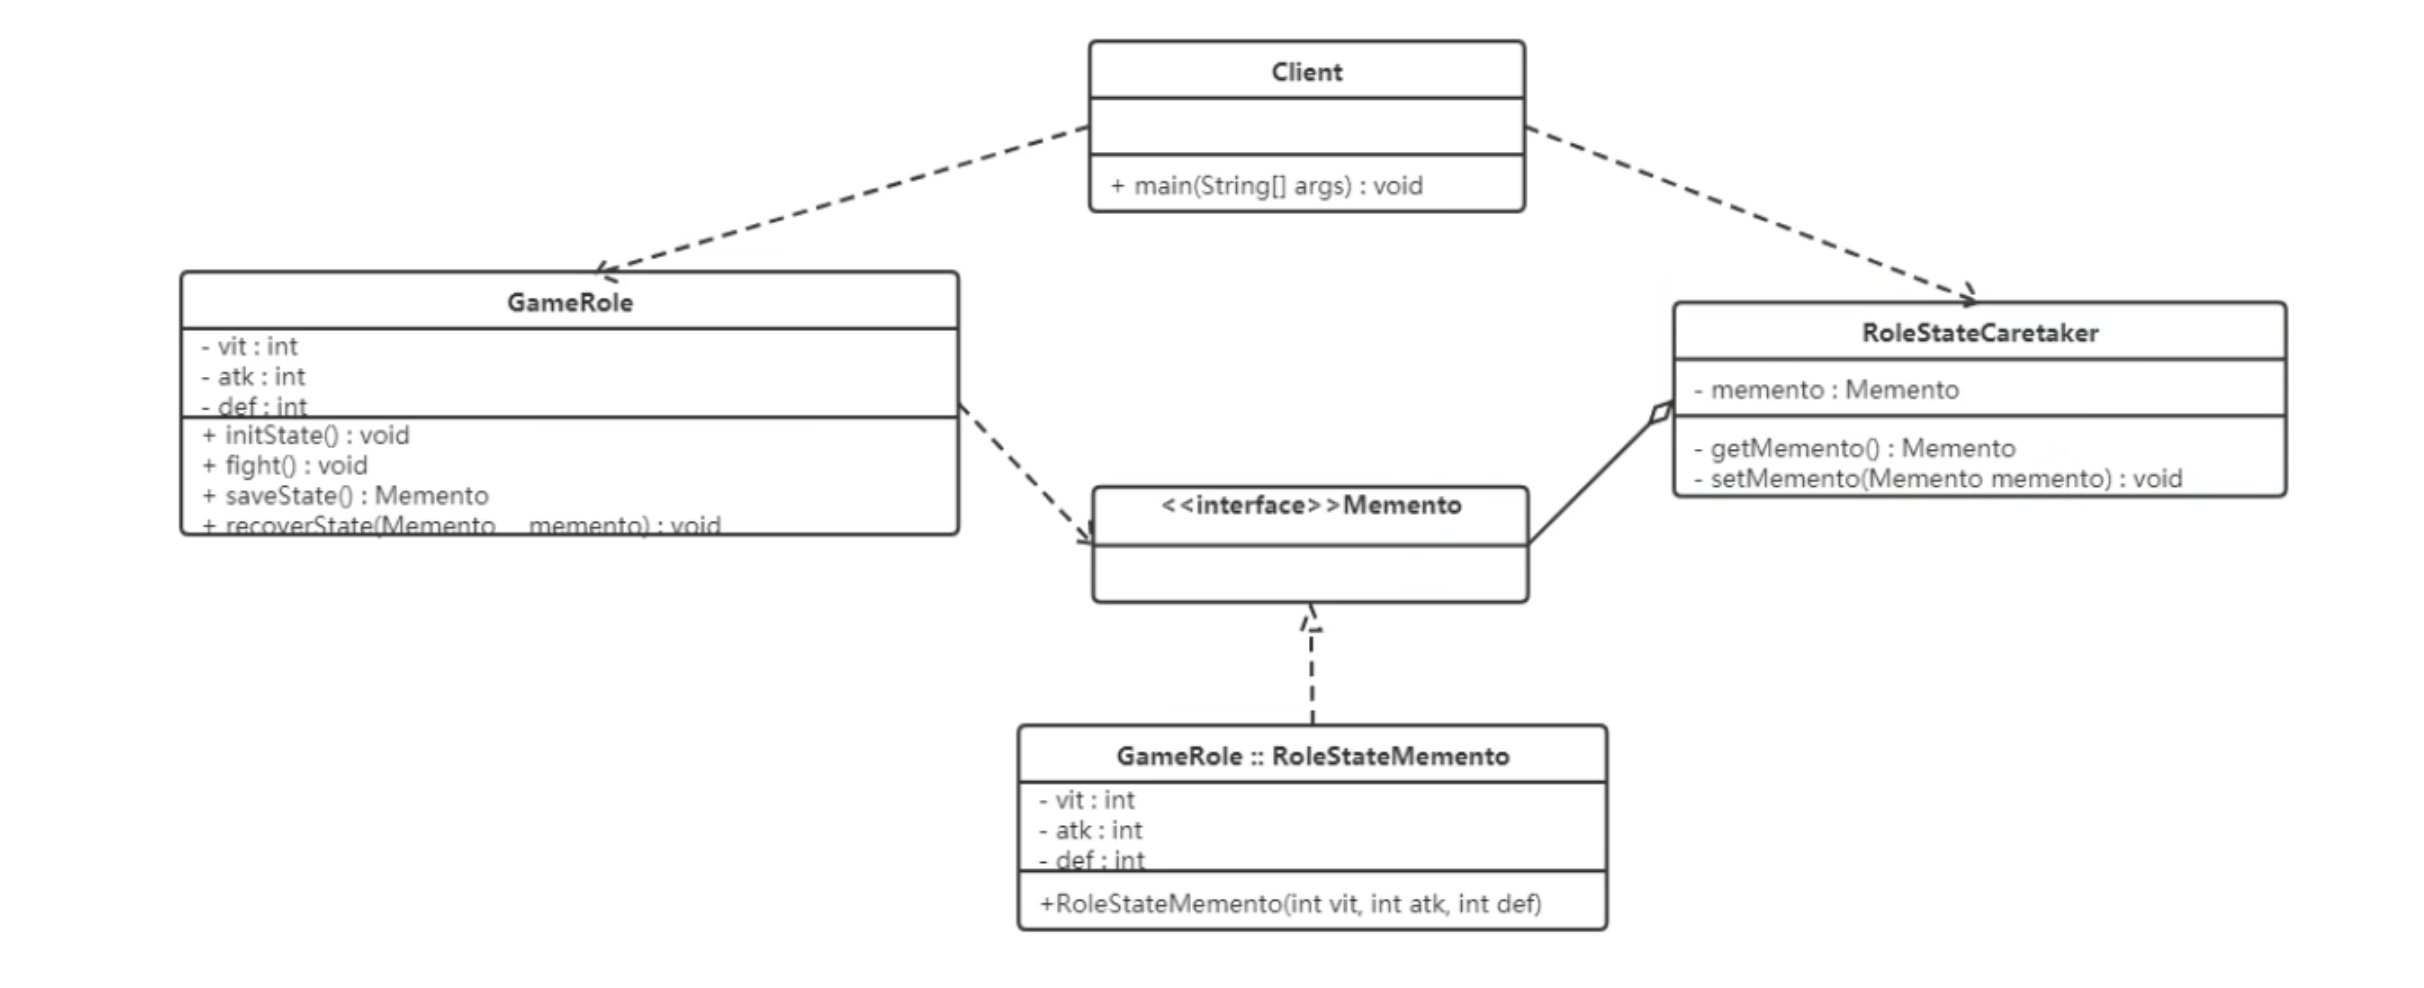 Client
+ main(String[] args) : void
GameRole
- vit : int
- atk : int
- def : int
+ initState() : void
+ fight() : void
+ saveState() : Memento
+ recoverState(Memento memento) : void
RoleStateCaretaker
- memento : Memento
- getMemento() : Memento
- setMemento(Memento memento) : void
<<interface>>Memento
GameRole :: RoleStateMemento
- vit : int
- atk : int
- def : int
+RoleStateMemento(int vit, int atk, int def)